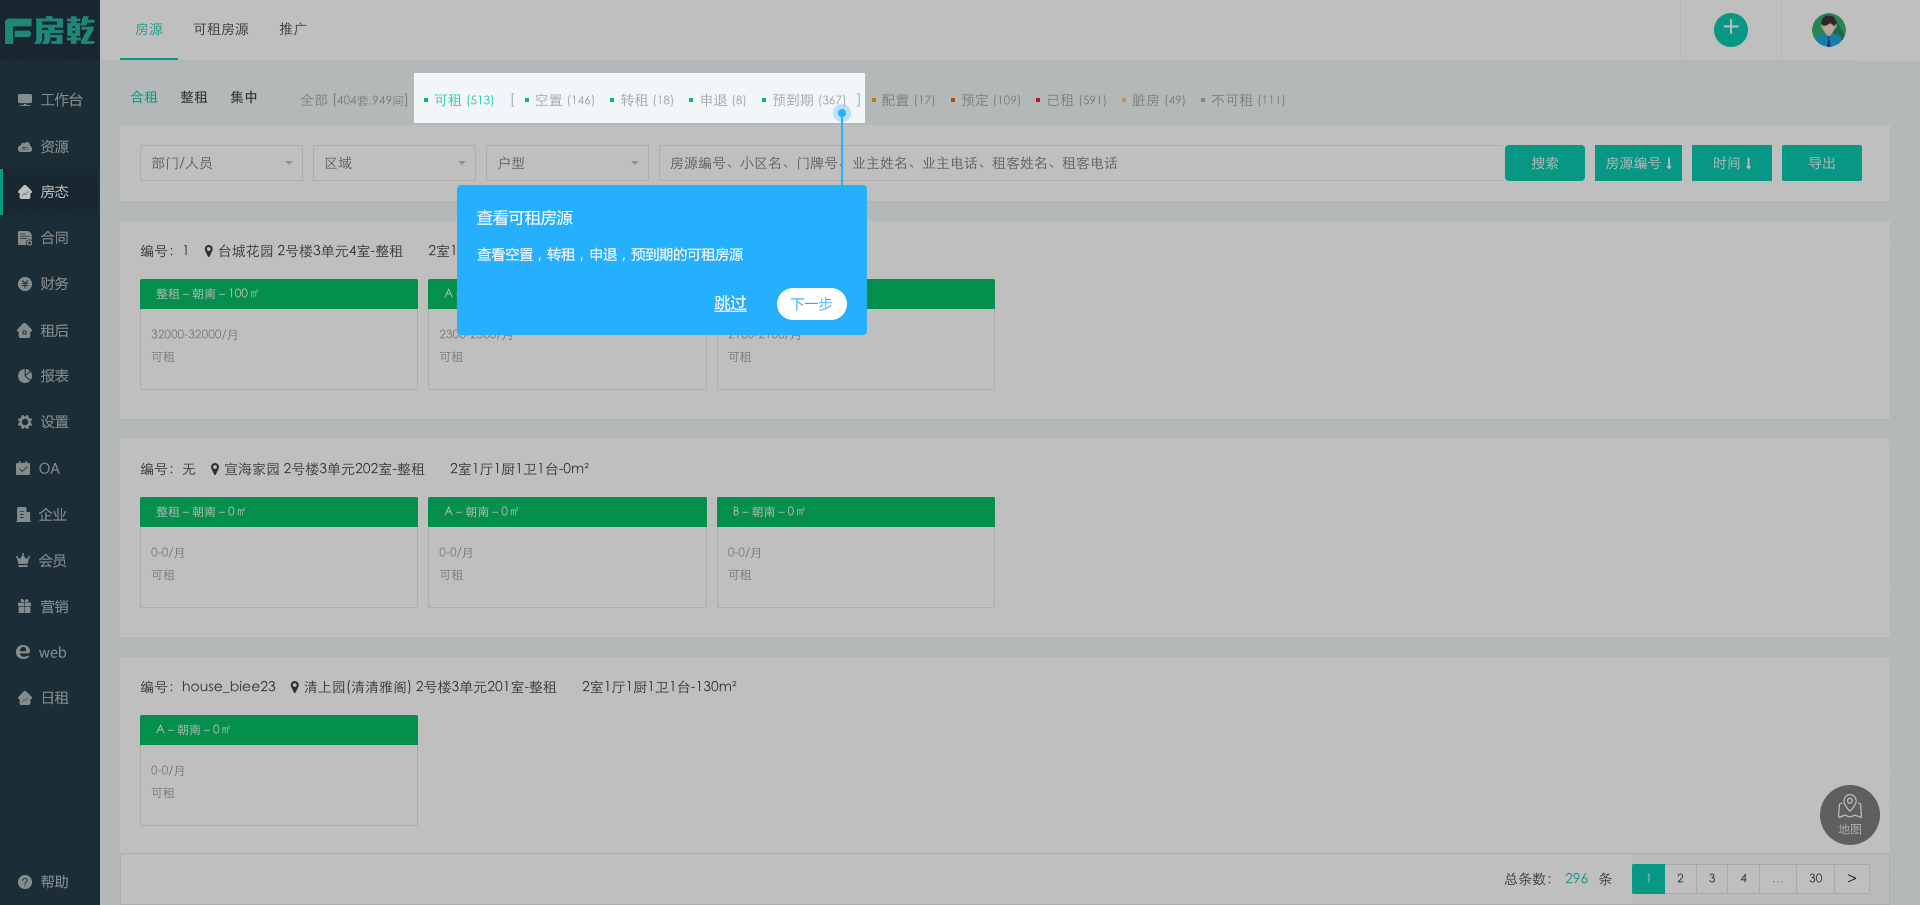 房乾
房源 可租房源 推广
工作台
资源
房态
合同
财务
租后
报表
设置
OA
企业
会员
营销
web
日租
帮助
合租 整租 集中 全部 [404套,949间] 可租 (513) [ 空置 (146) 转租 (18) 申退 (8) 预到期 (367) ] 配置 (17) 预定 (109) 已租 (591) 脏房 (49) 不可租 (111)
部门/人员 区域 户型 房源编号、小区名、门牌号、业主姓名、业主电话、租客姓名、租客电话 搜索 房源编号 时间 导出
查看可租房源
查看空置，转租，申退，预到期的可租房源
跳过 下一步
编号：1 台城花园 2号楼3单元4室-整租 2室1
整租 – 朝南 – 100㎡ A
32000-32000/月
可租 可租 可租
编号：无 宣海家园 2号楼3单元202室-整租 2室1厅1厨1卫1台-0m²
整租 – 朝南 – 0㎡ A – 朝南 – 0㎡ B – 朝南 – 0㎡
0-0/月 0-0/月 0-0/月
可租 可租 可租
编号：house_biee23 清上园(清清雅阁) 2号楼3单元201室-整租 2室1厅1厨1卫1台-130m²
A – 朝南 – 0㎡
0-0/月
可租
地图
总条数： 296 条 1 2 3 4 ... 30 >